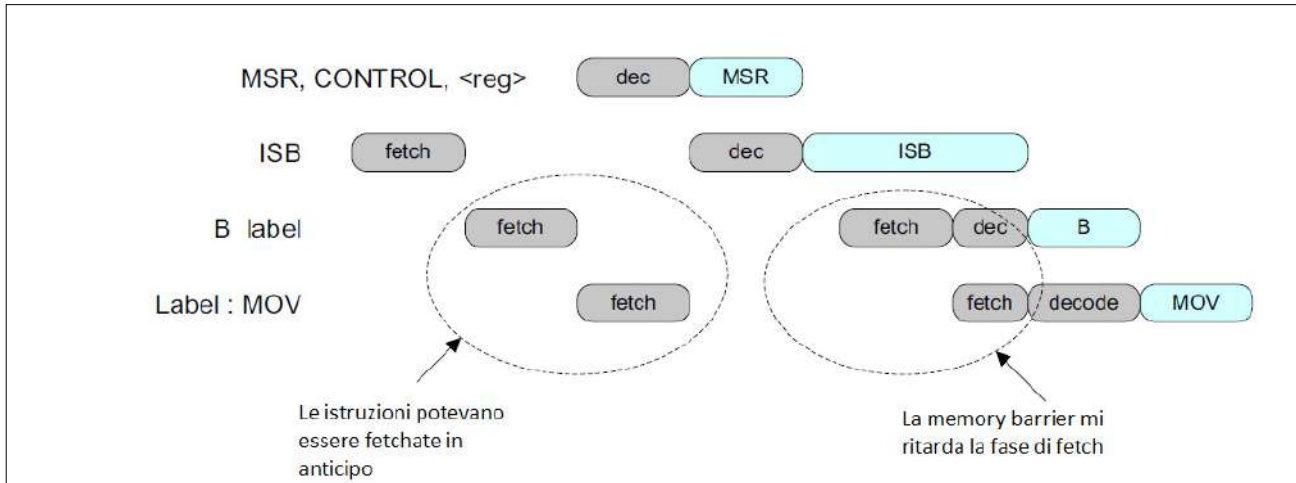 MSR, CONTROL, <reg> dec MSR
ISB fetch dec ISB
B label fetch fetch dec B
Label : MOV fetch fetch decode MOV
Le istruzioni potevano
essere fetchate in
anticipo
La memory barrier mi
ritarda la fase di fetch